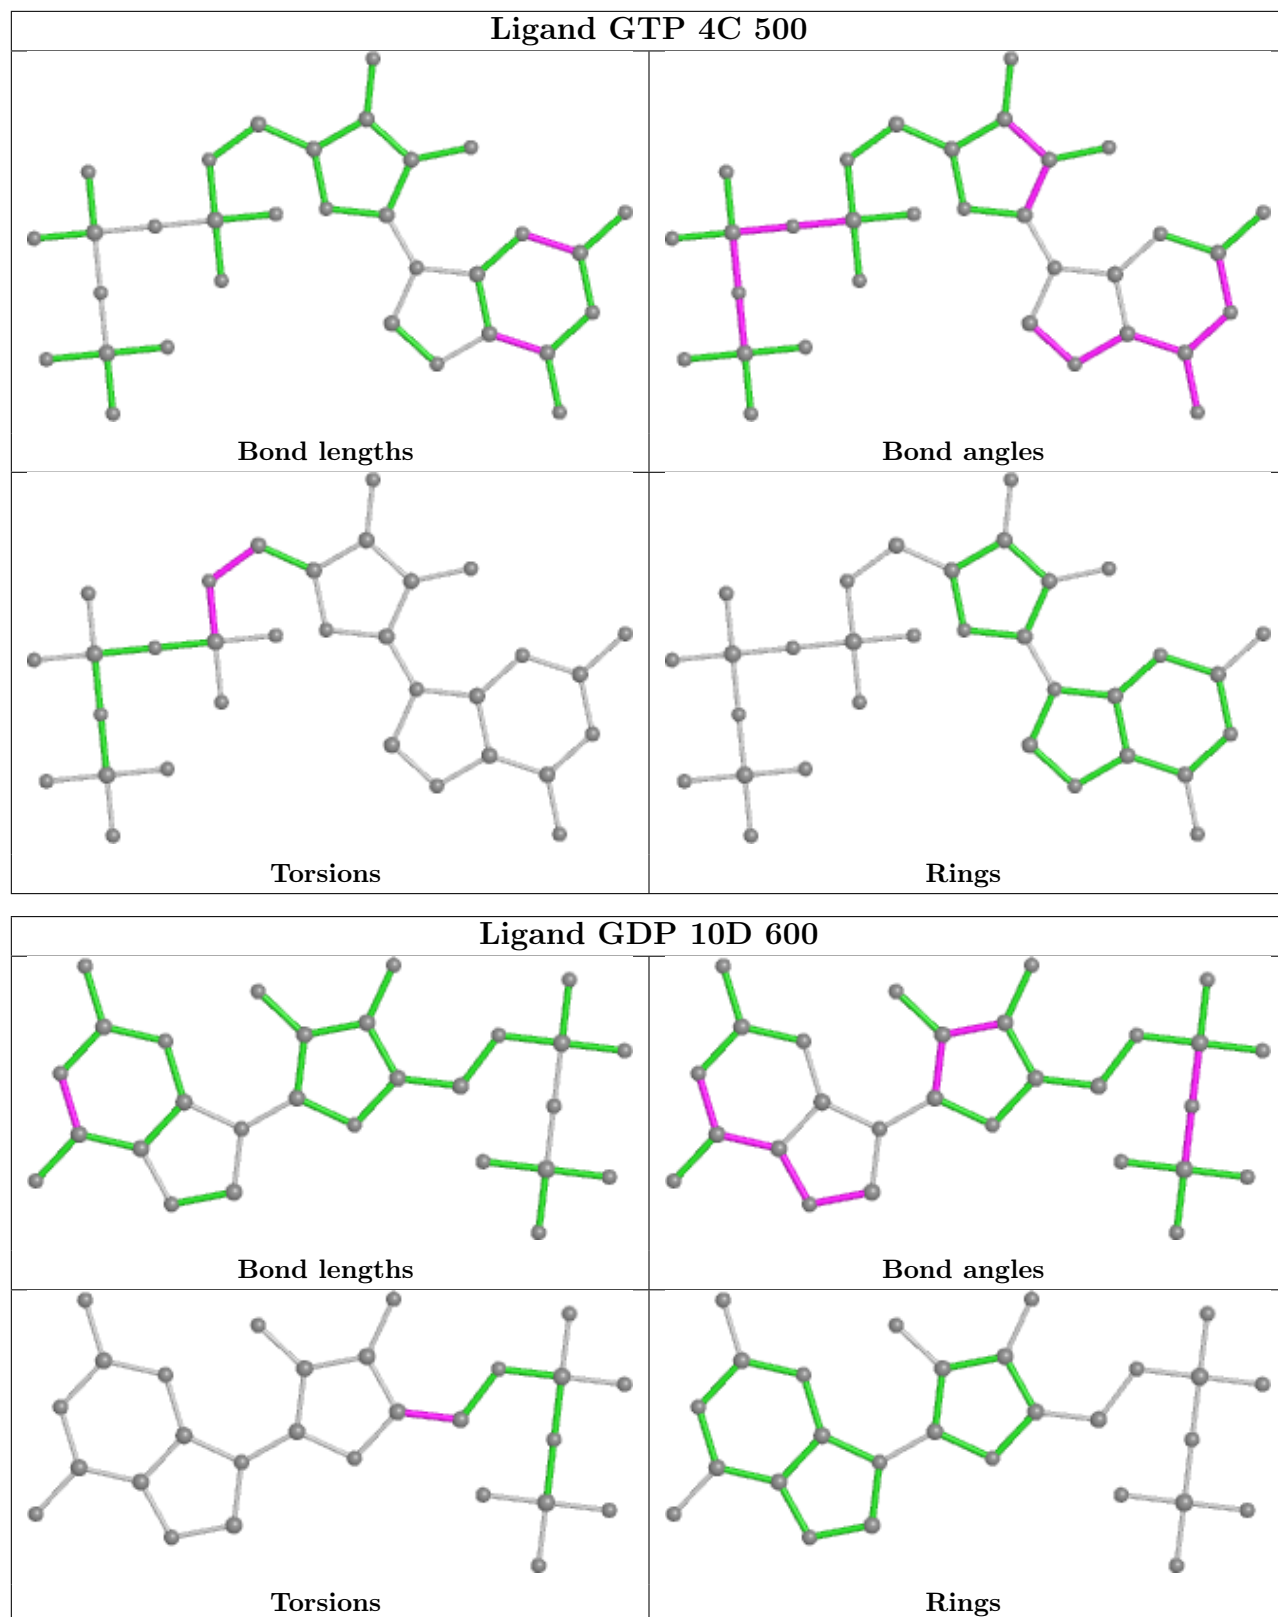 Ligand GTP 4C 500
Bond lengths
Bond angles
Torsions
Rings
Ligand GDP 10D 600
Bond lengths
Bond angles
Torsions
Rings